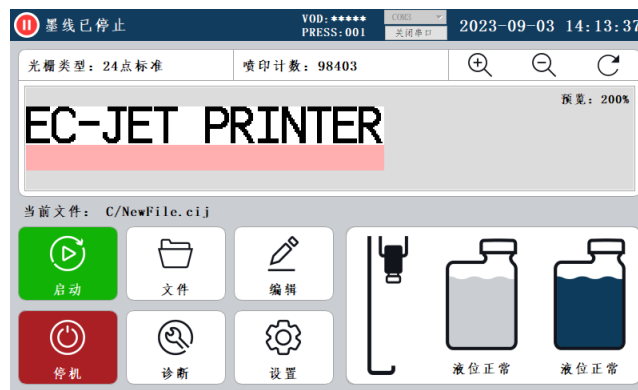 墨线已停止
VOD:*****
PRESS:001
COM3
关闭串口
2023-09-03 14:13:37
光栅类型: 24点标准
喷印计数: 98403
预览: 200%
EC-JET PRINTER
当前文件: C/NewFile.cij
启动
文件
编辑
停机
诊断
设置
液位正常
液位正常